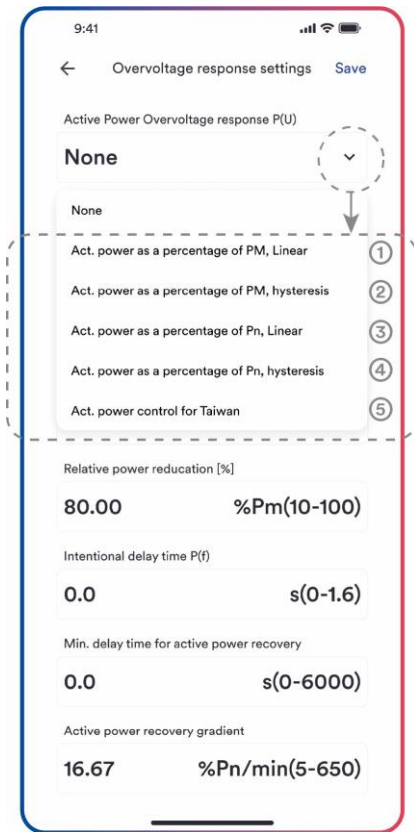 9:41
Overvoltage response settings Save
Active Power Overvoltage response P(U)
None
None
Act. power as a percentage of PM, Linear ①
Act. power as a percentage of PM, hysteresis ②
Act. power as a percentage of Pn, Linear ③
Act. power as a percentage of Pn, hysteresis ④
Act. power control for Taiwan ⑤
Relative power reducation [%]
80.00 %Pm(10-100)
Intentional delay time P(f)
0.0 s(0-1.6)
Min. delay time for active power recovery
0.0 s(0-6000)
Active power recovery gradient
16.67 %Pn/min(5-650)